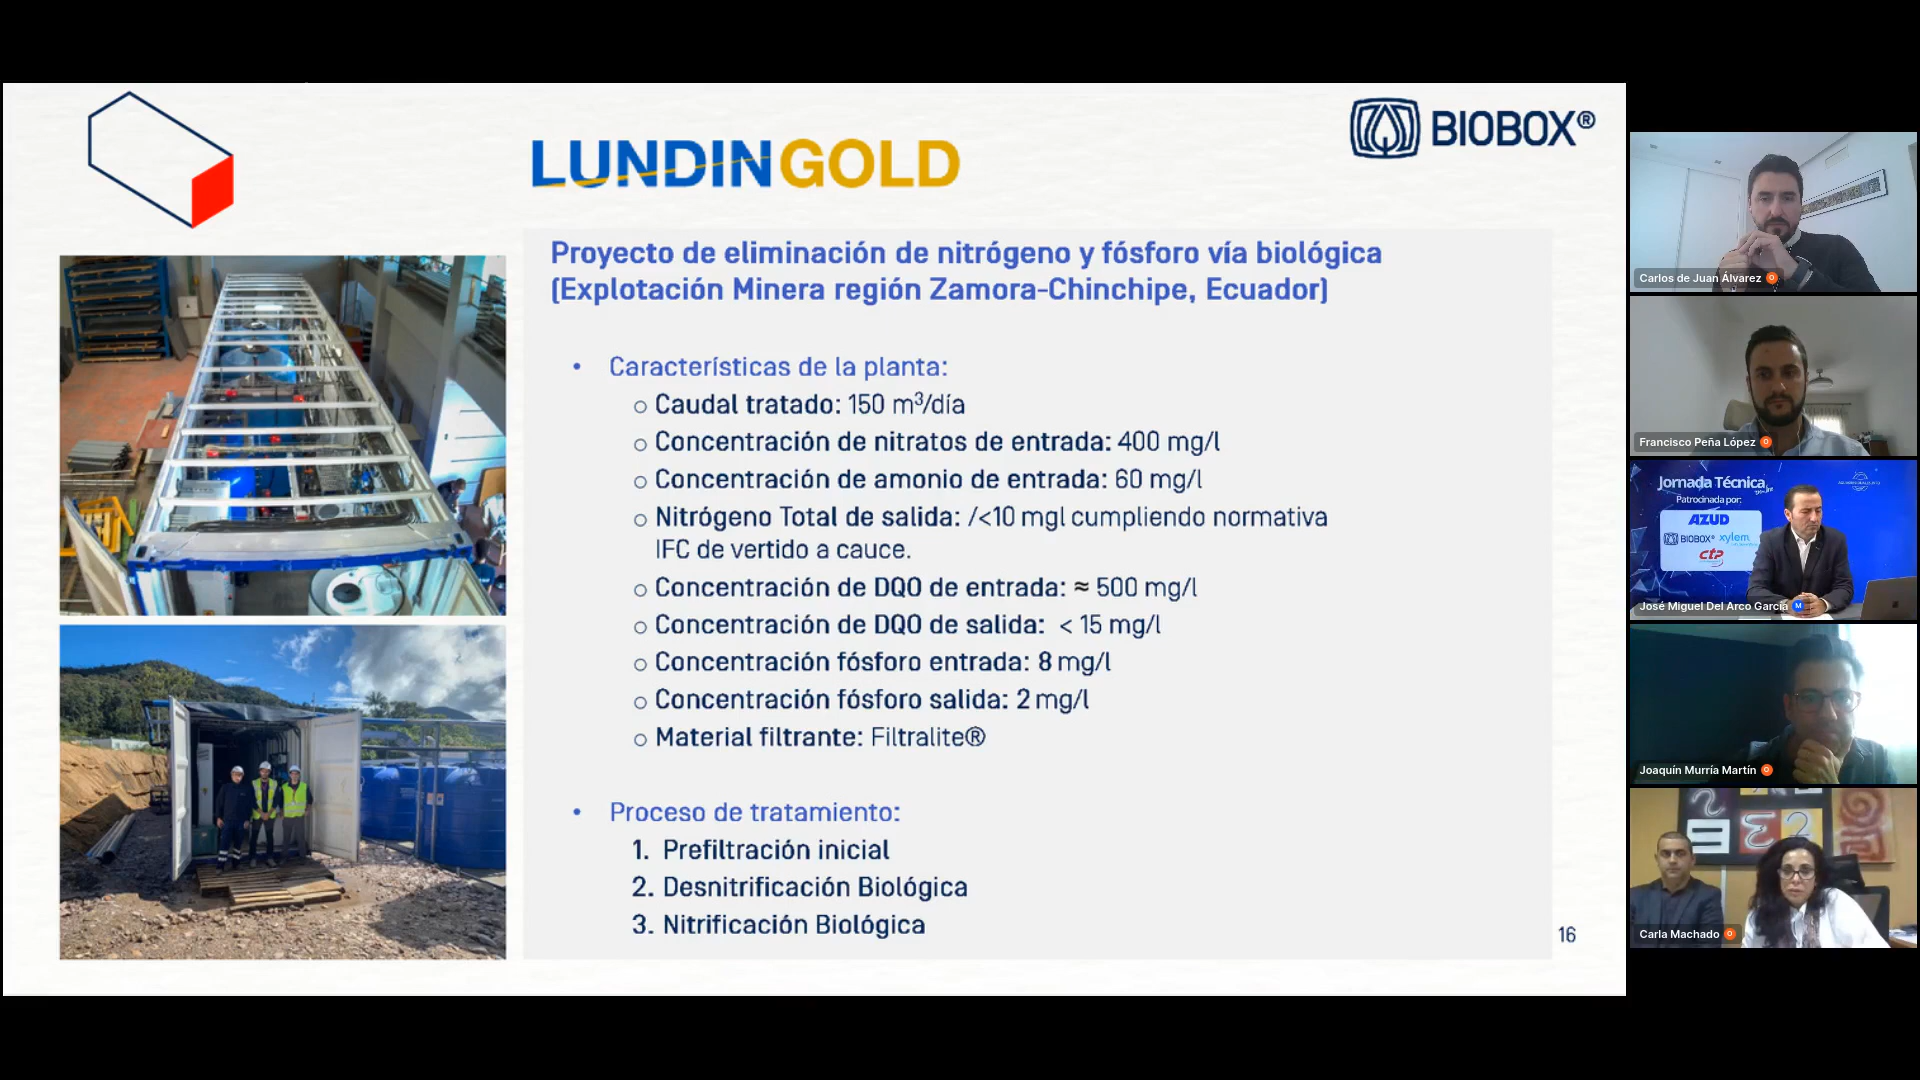 LUNDIN GOLD
BIOBOX®
Proyecto de eliminación de nitrógeno y fósforo vía biológica
(Explotación Minera región Zamora-Chinchipe, Ecuador)
• Características de la planta:
o Caudal tratado: 150 m³/día
o Concentración de nitratos de entrada: 400 mg/l
o Concentración de amonio de entrada: 60 mg/l
o Nitrógeno Total de salida: /<10 mgl cumpliendo normativa
IFC de vertido a cauce.
o Concentración de DQO de entrada: ≈ 500 mg/l
o Concentración de DQO de salida: < 15 mg/l
o Concentración fósforo entrada: 8 mg/l
o Concentración fósforo salida: 2 mg/l
o Material filtrante: Filtralite®
• Proceso de tratamiento:
1. Prefiltración inicial
2. Desnitrificación Biológica
3. Nitrificación Biológica
16
Carlos de Juan Álvarez O
Francisco Peña López O
Jornada Técnica
Patrocinada por:
AZUD
BIOBOX® xylem
ctp
José Miguel Del Arco García M
Joaquín Murría Martín O
Carla Machado O